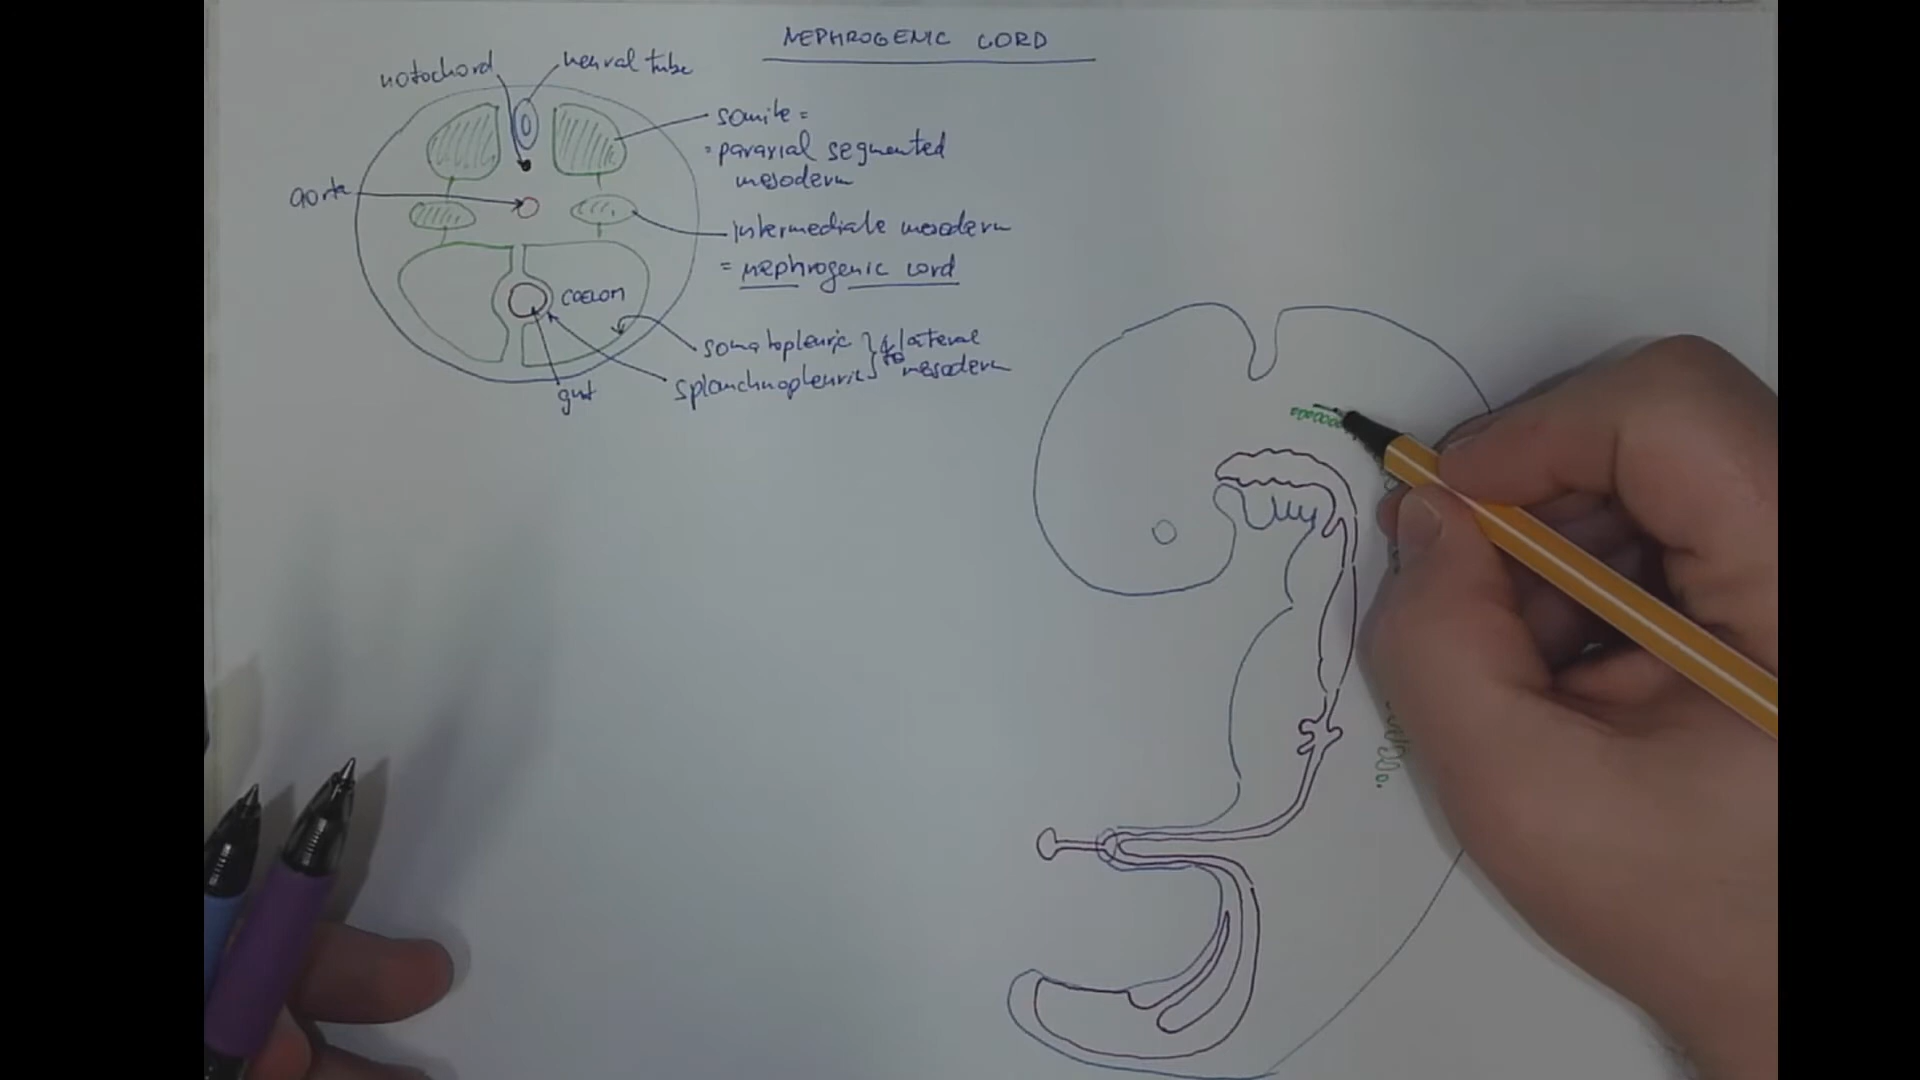 NEPHROGENIC CORD
notochord
neural tube
somite =
= paraxial segmented
mesoderm
aorta
intermediate mesoderm
= nephrogenic cord
COELOM
somatopleuric } lateral
splanchnopleuric mesoderm
gut